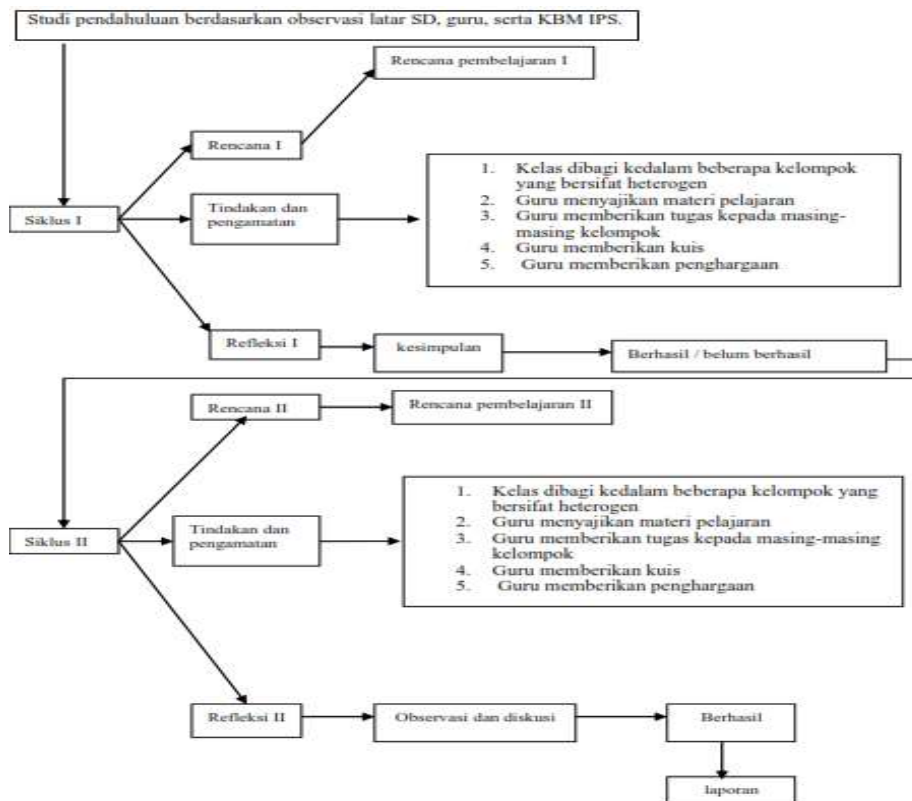 Studi pendahuluan berdasarkan observasi latar SD, guru, serta KBM IPS.
Rencana pembelajaran I
Rencana I
Siklus I
Tindakan dan
pengamatan
1. Kelas dibagi kedalam beberapa kelompok
yang bersifat heterogen
2. Guru menyajikan materi pelajaran
3. Guru memberikan tugas kepada masing-
masing kelompok
4. Guru memberikan kuis
5. Guru memberikan penghargaan
Refleksi I
kesimpulan
Berhasil / belum berhasil
Rencana II
Rencana pembelajaran II
Siklus II
Tindakan dan
pengamatan
1. Kelas dibagi kedalam beberapa kelompok yang
bersifat heterogen
2. Guru menyajikan materi pelajaran
3. Guru memberikan tugas kepada masing-masing
kelompok
4. Guru memberikan kuis
5. Guru memberikan penghargaan
Refleksi II
Observasi dan diskusi
Berhasil
laporan